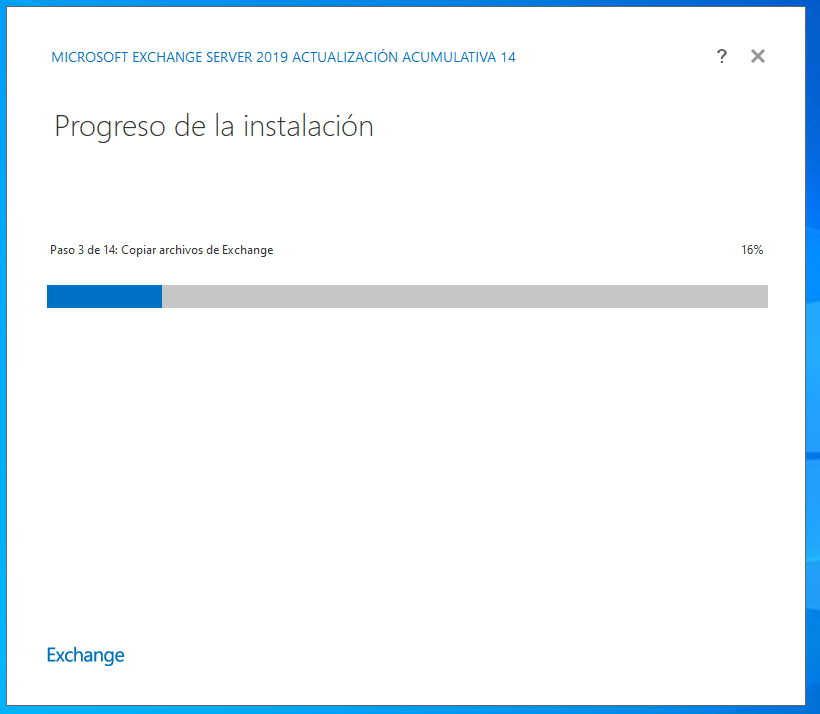 MICROSOFT EXCHANGE SERVER 2019 ACTUALIZACIÓN ACUMULATIVA 14
?
Progreso de la instalación
Paso 3 de 14: Copiar archivos de Exchange 16%
Exchange